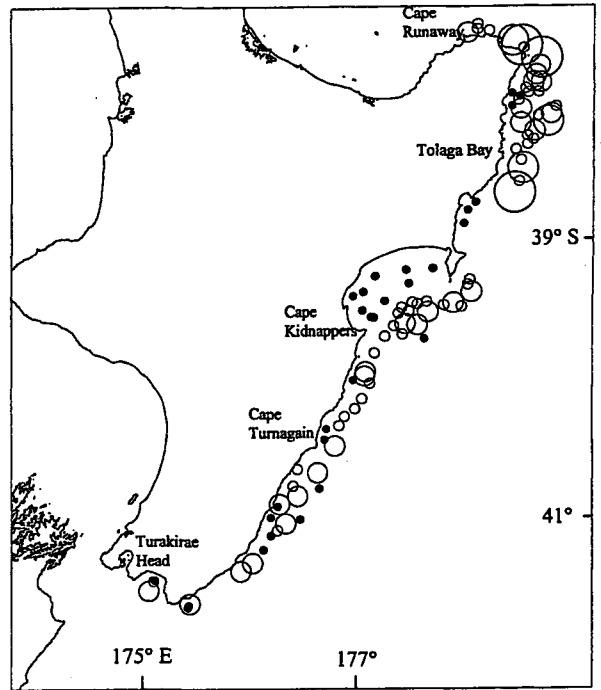 Cape
Runaway
Tolaga Bay
39° S
Cape
Kidnappers
Cape
Turnagain
41°
Turakirae
Head
175° E
177°